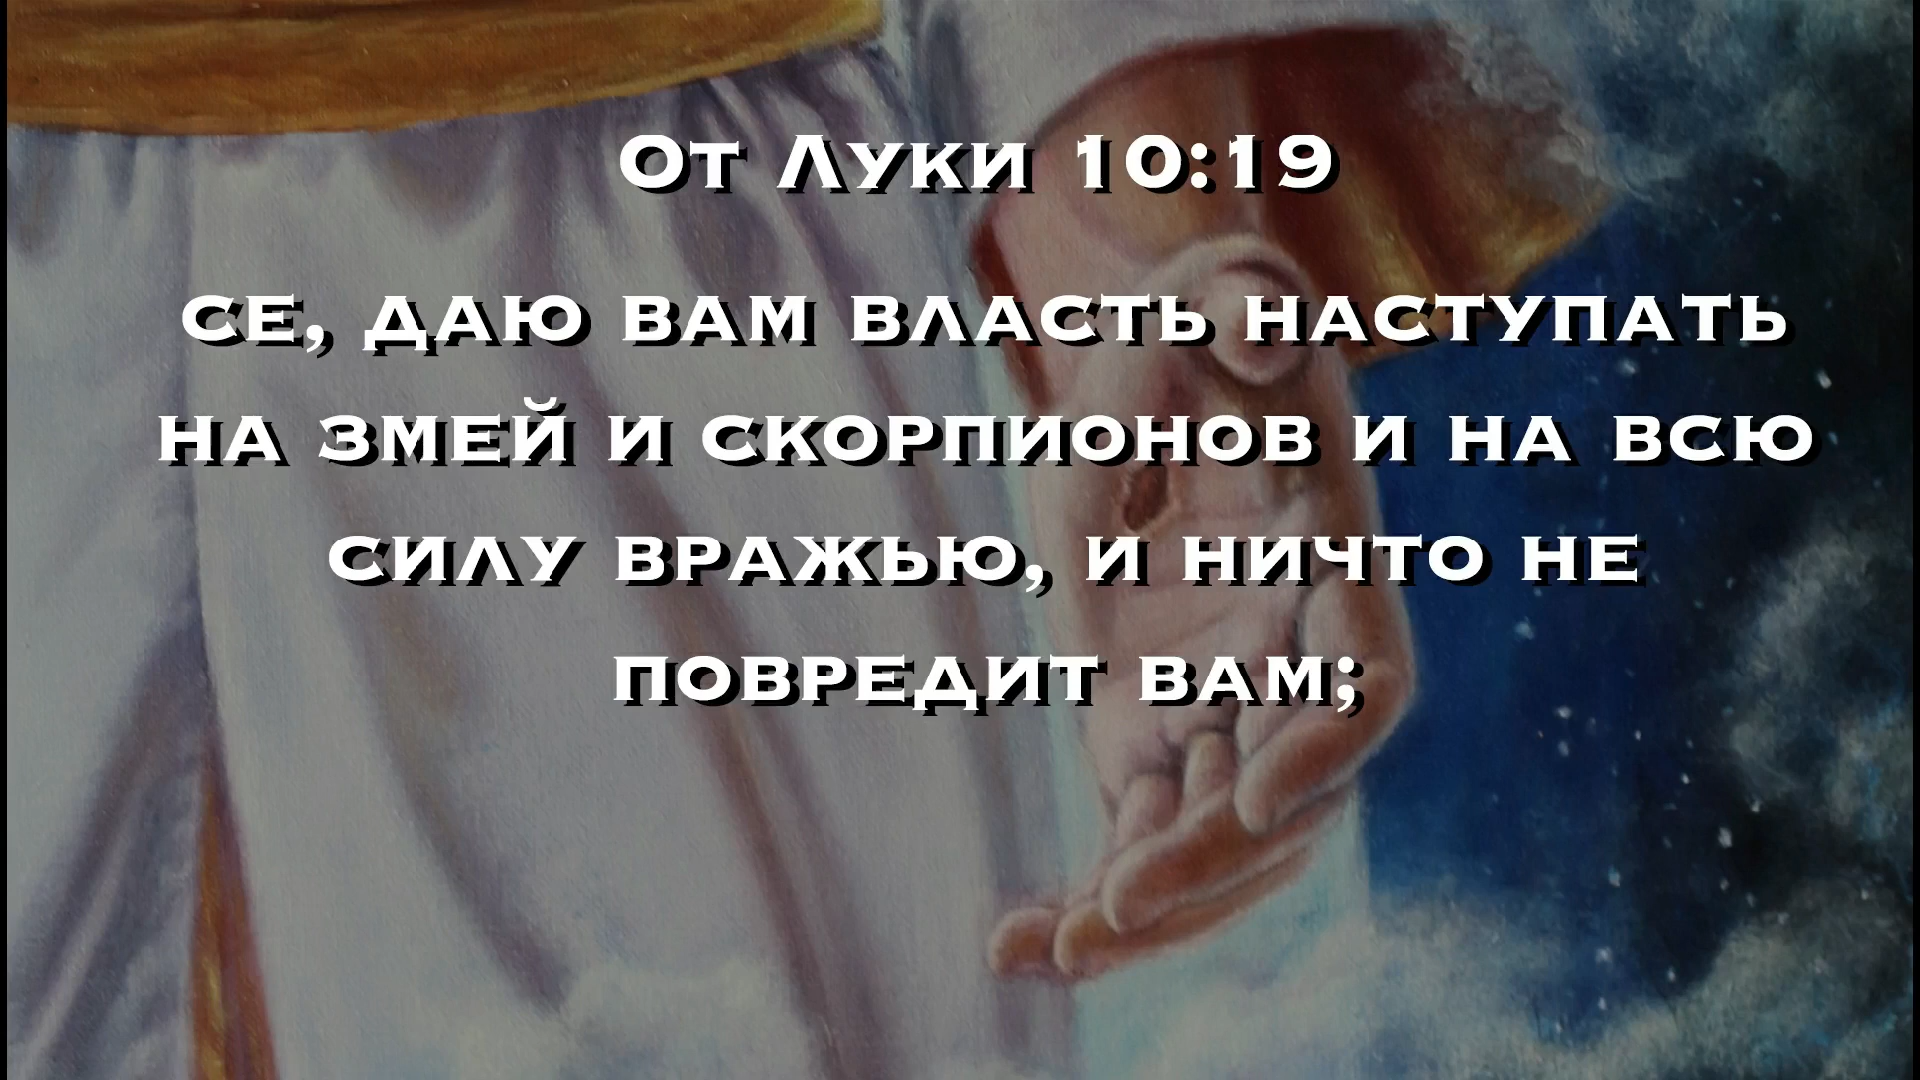 От Луки 10:19
се, даю вам власть наступать
на змей и скорпионов и на всю
силу вражью, и ничто не
повредит вам;